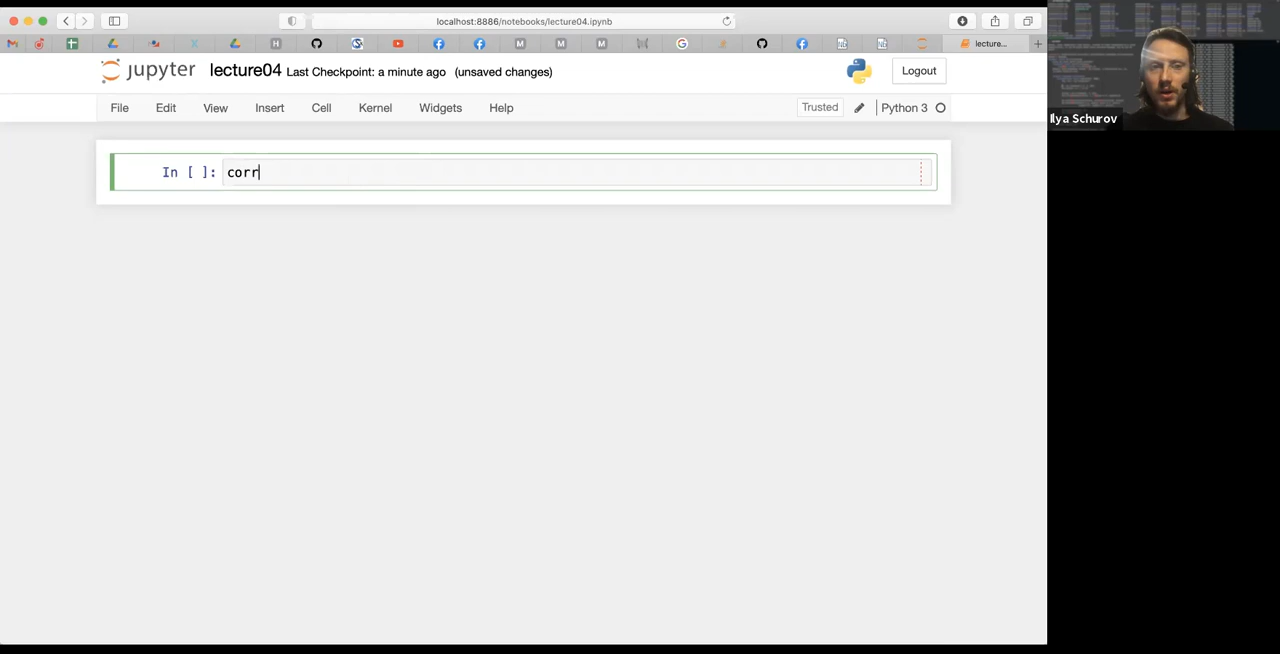 localhost:8886/notebooks/lecture04.ipynb
lecture...
jupyter lecture04 Last Checkpoint: a minute ago (unsaved changes)
Logout
File Edit View Insert Cell Kernel Widgets Help
Trusted Python 3
In [ ]: corr
Ilya Schurov